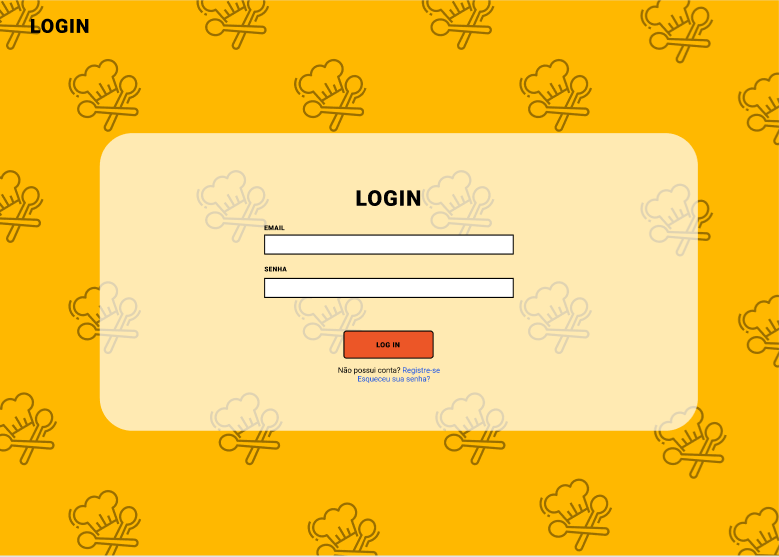 LOGIN
LOGIN
EMAIL
SENHA
LOG IN
Não possui conta? Registre-se
Esqueceu sua senha?